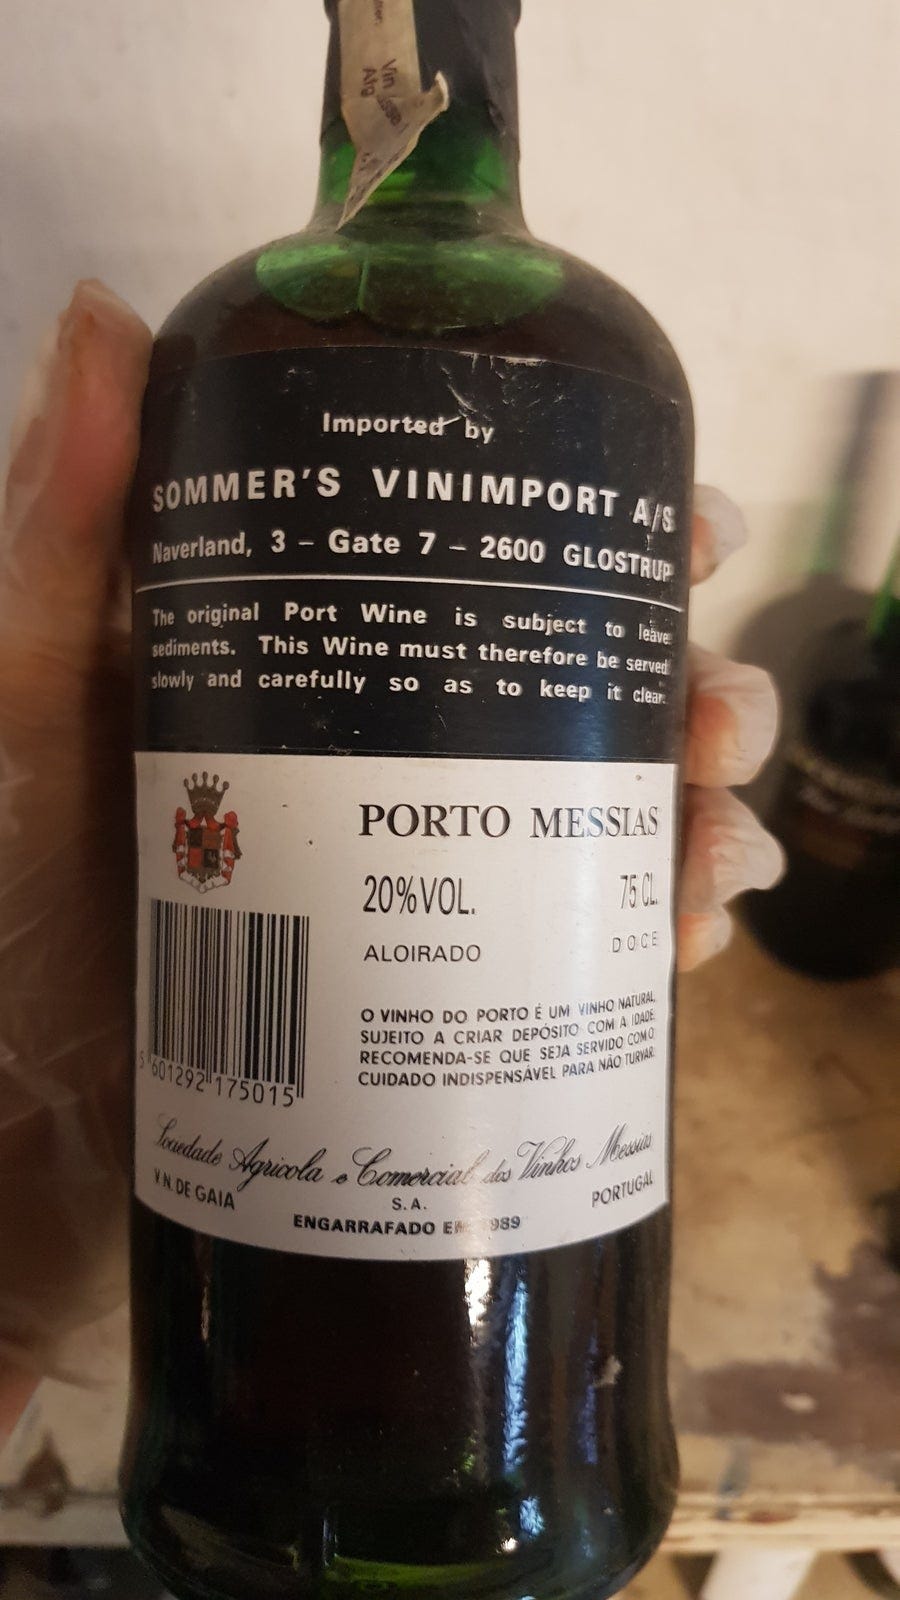 Vin
Imported by
SOMMER'S VINIMPORT A/S
Naverland, 3 – Gate 7 – 2600 GLOSTRUP
The original Port Wine is subject to leave
sediments. This Wine must therefore be served
slowly and carefully so as to keep it clear.
PORTO MESSIAS
20%VOL. 75 CL.
ALOIRADO DOCE
O VINHO DO PORTO É UM VINHO NATURAL,
SUJEITO A CRIAR DEPÓSITO COM A IDADE.
RECOMENDA-SE QUE SEJA SERVIDO COM O
CUIDADO INDISPENSÁVEL PARA NÃO TURVAR.
5 601292 175015
Sociedade Agricola e Comercial dos Vinhos Messias
V.N. DE GAIA S.A. PORTUGAL
ENGARRAFADO EM 1989